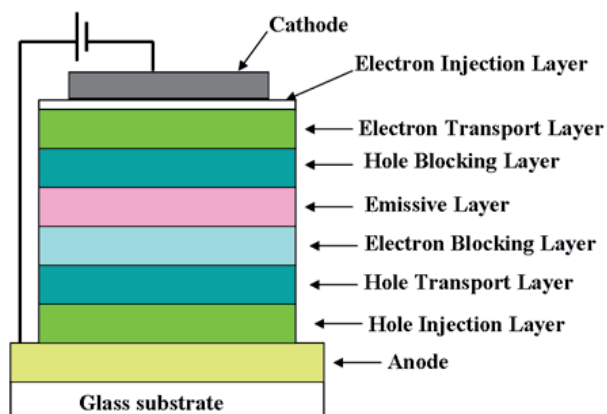 Cathode
Electron Injection Layer
Electron Transport Layer
Hole Blocking Layer
Emissive Layer
Electron Blocking Layer
Hole Transport Layer
Hole Injection Layer
Anode
Glass substrate